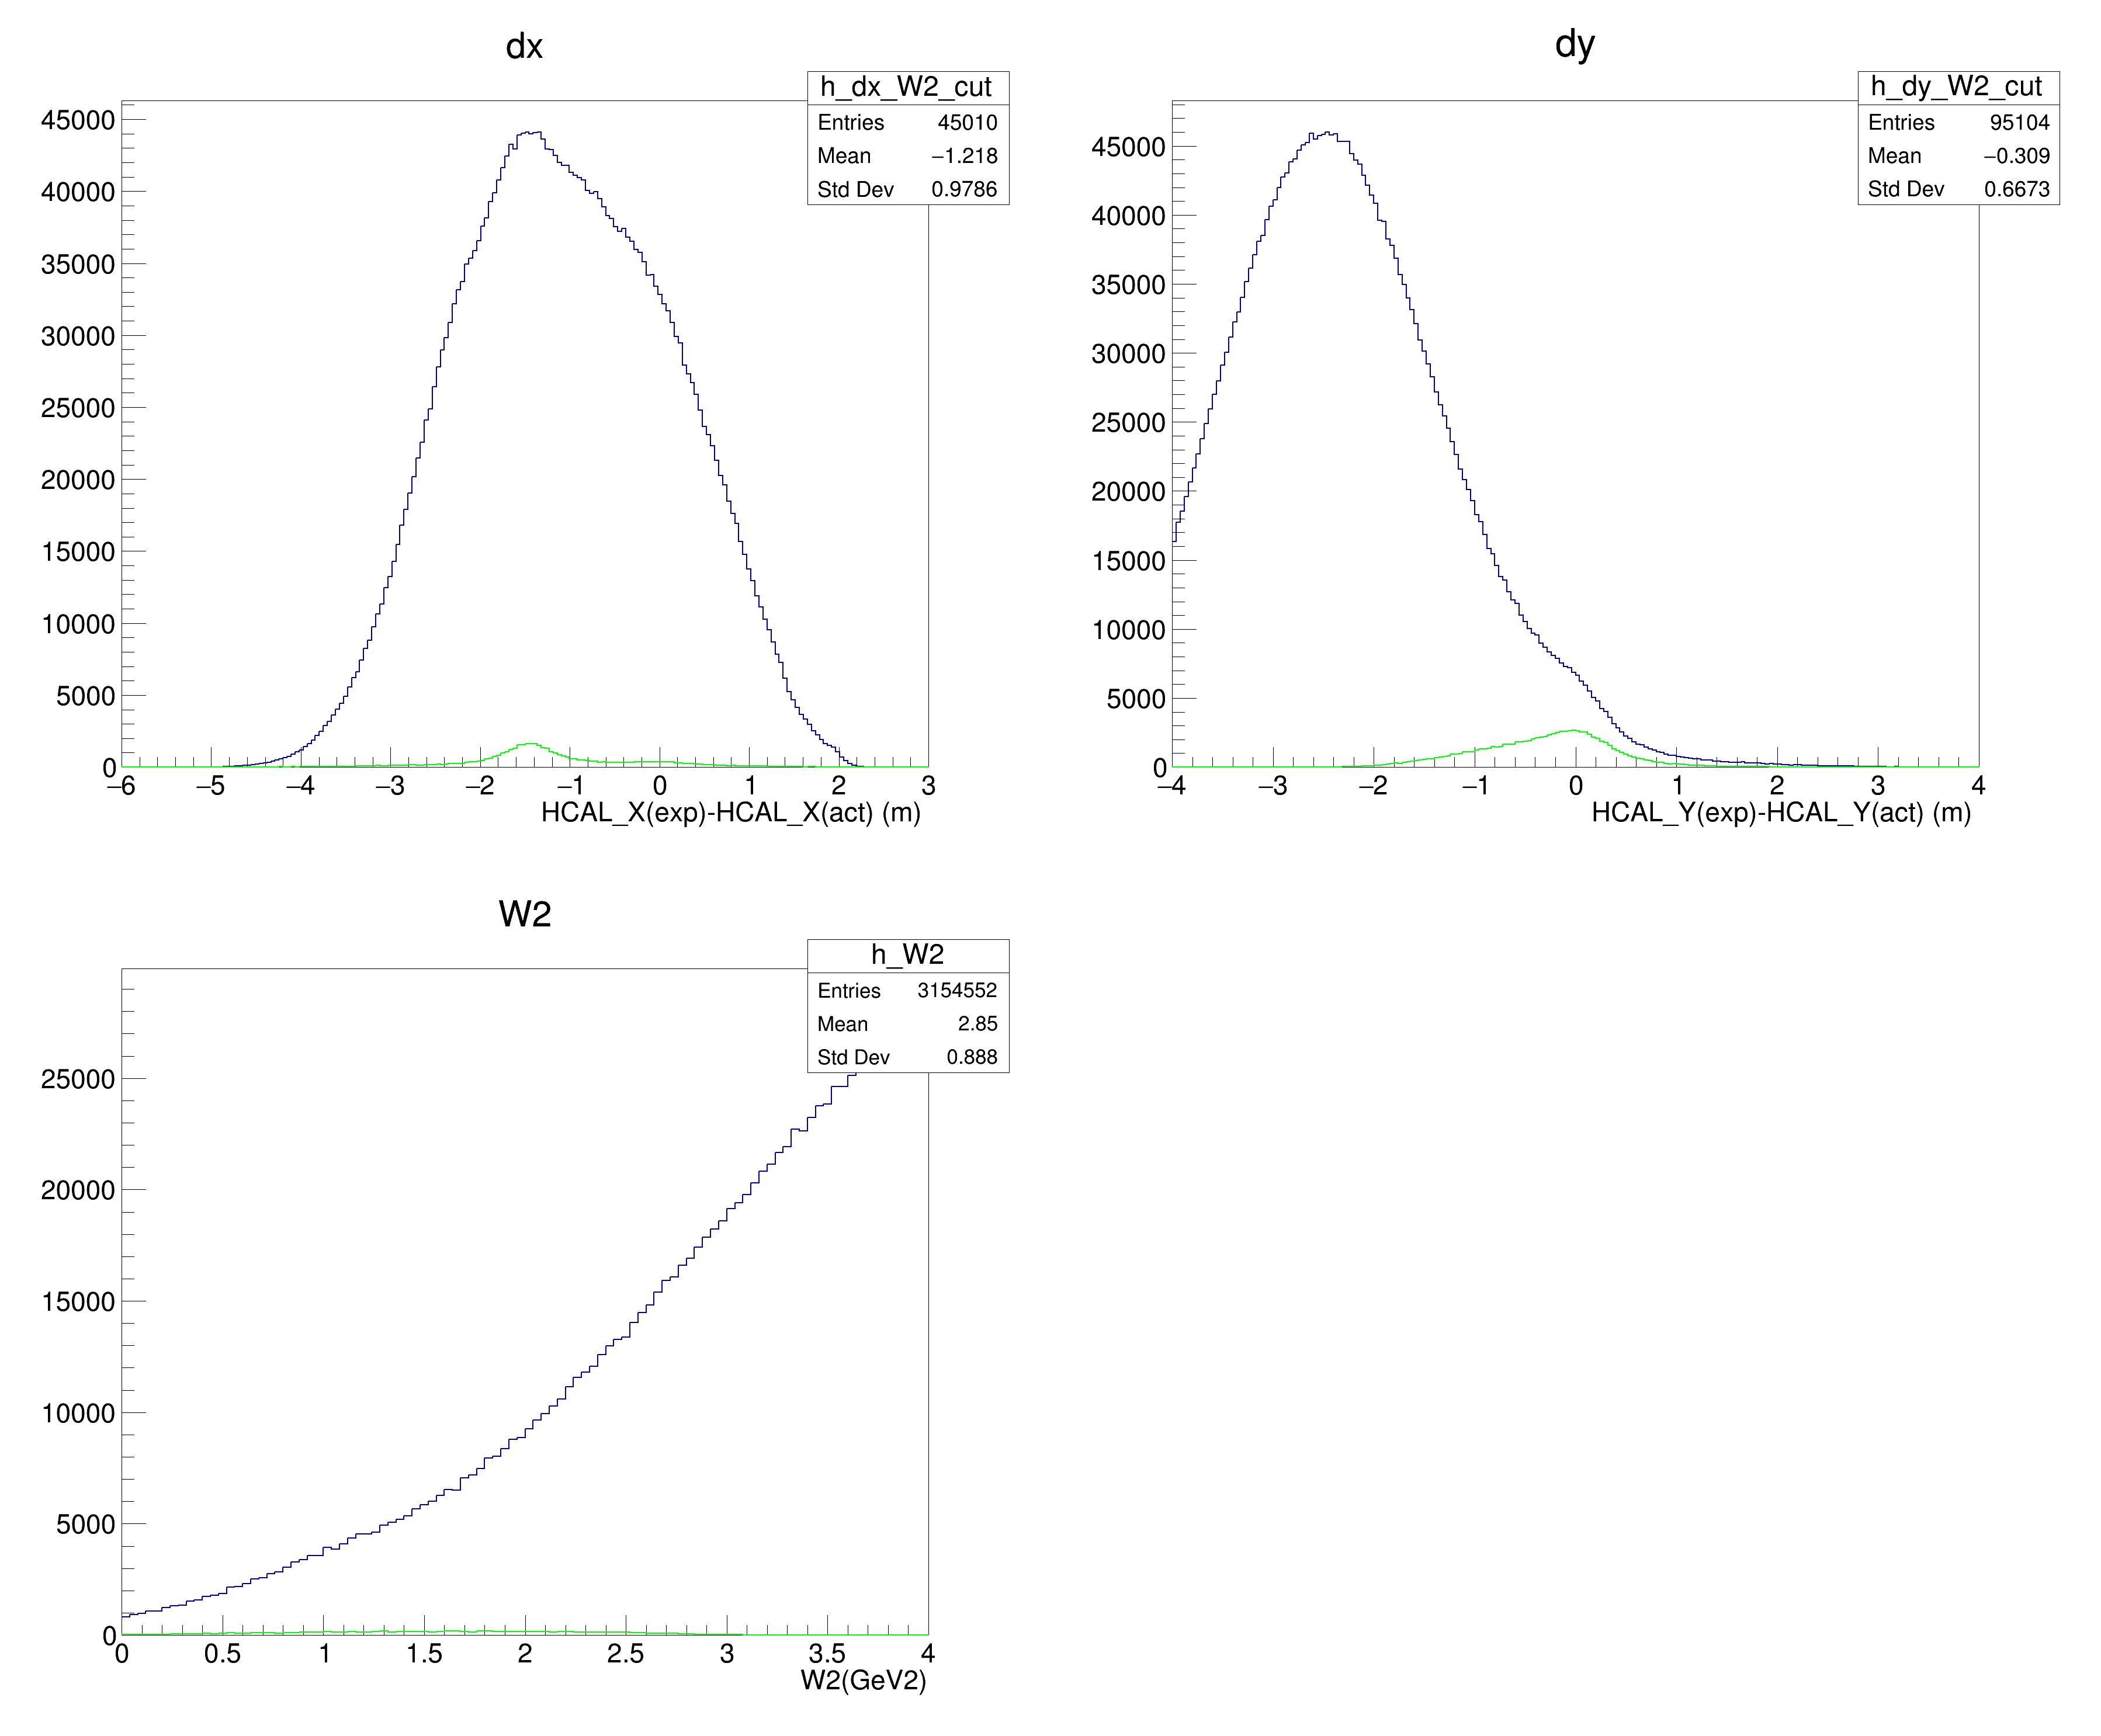 dx
h_dx_W2_cut
Entries 45010
Mean −1.218
Std Dev 0.9786
45000
40000
35000
30000
25000
20000
15000
10000
5000
0
−6 −5 −4 −3 −2 −1 0 1 2 3
HCAL_X(exp)-HCAL_X(act) (m)
dy
h_dy_W2_cut
Entries 95104
Mean −0.309
Std Dev 0.6673
45000
40000
35000
30000
25000
20000
15000
10000
5000
0
−4 −3 −2 −1 0 1 2 3 4
HCAL_Y(exp)-HCAL_Y(act) (m)
W2
h_W2
Entries 3154552
Mean 2.85
Std Dev 0.888
25000
20000
15000
10000
5000
0
0 0.5 1 1.5 2 2.5 3 3.5 4
W2(GeV2)